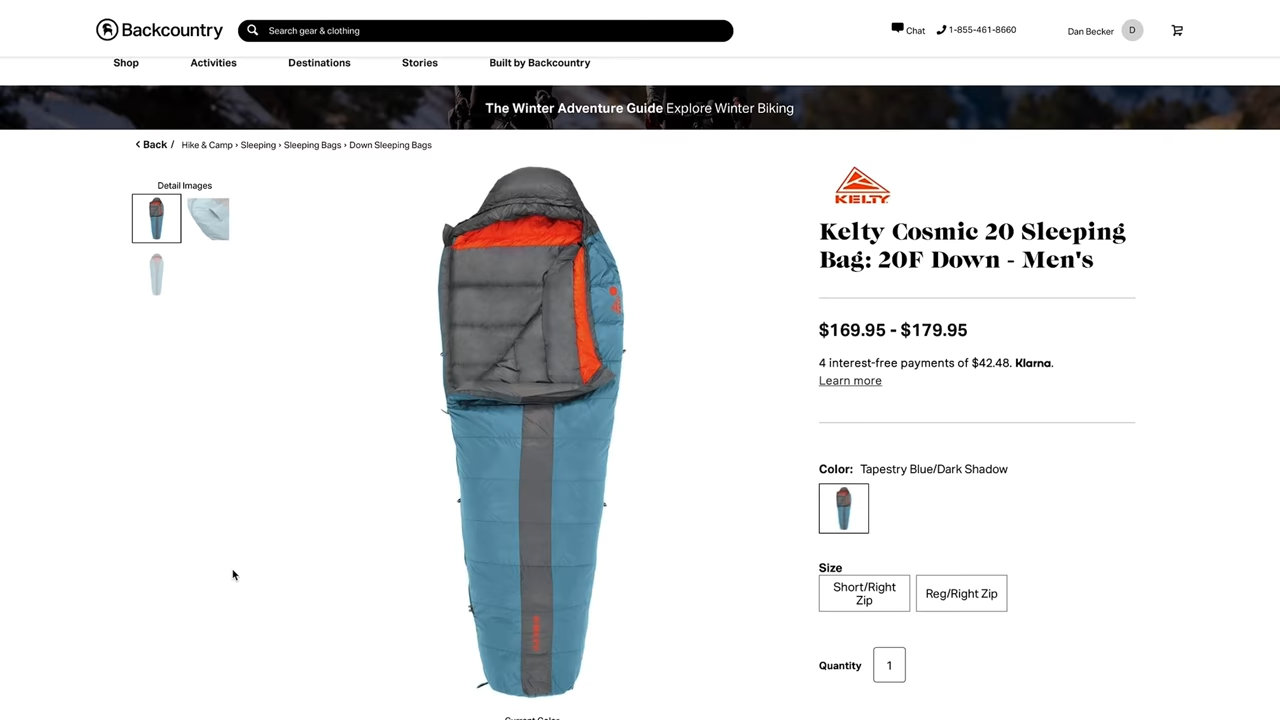 Backcountry
Search gear & clothing
Chat
1-855-461-8660
Dan Becker
D
Shop
Activities
Destinations
Stories
Built by Backcountry
The Winter Adventure Guide Explore Winter Biking
Back / Hike & Camp › Sleeping › Sleeping Bags › Down Sleeping Bags
Detail Images
KELTY
Kelty Cosmic 20 Sleeping
Bag: 20F Down - Men's
$169.95 - $179.95
4 interest-free payments of $42.48. Klarna.
Learn more
Color: Tapestry Blue/Dark Shadow
Size
Short/Right
Zip
Reg/Right Zip
Quantity
1
Current Color